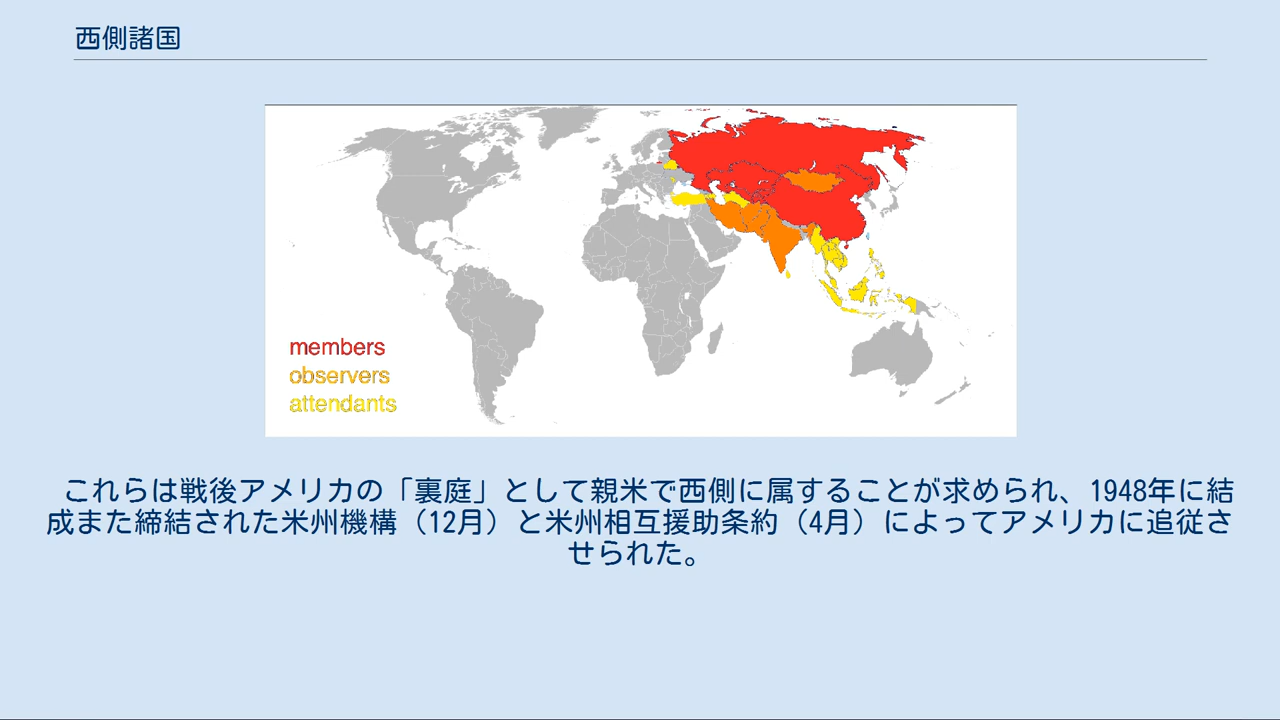 西側諸国
members
observers
attendants
これらは戦後アメリカの「裏庭」として親米で西側に属することが求められ、1948年に結
成また締結された米州機構（12月）と米州相互援助条約（4月）によってアメリカに追従さ
せられた。